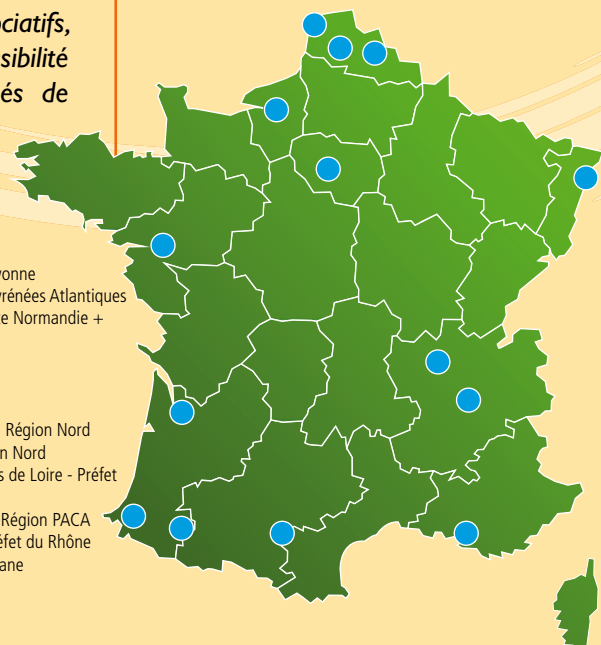 ociatifs,
sibilité
és de
yonne
yrénées Atlantiques
te Normandie +
Région Nord
n Nord
s de Loire - Préfet
Région PACA
éfet du Rhône
ane